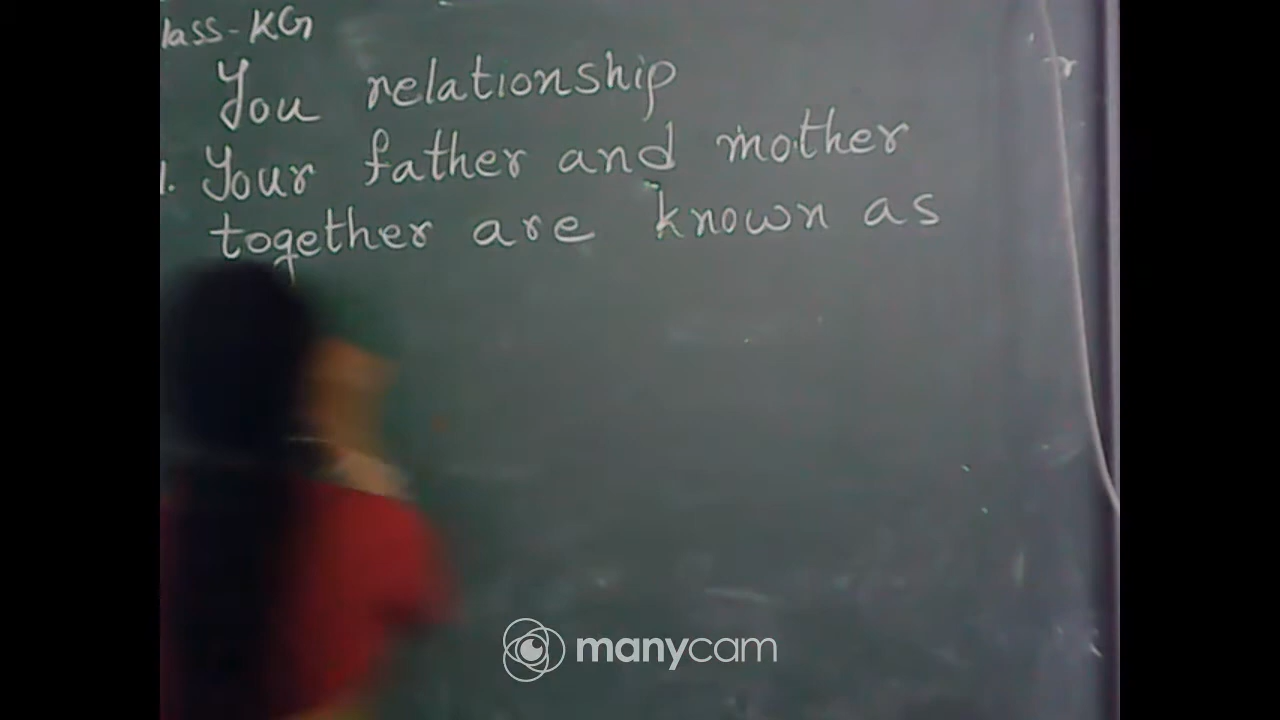 lass-KG
You relationship
1. Your father and mother
together are known as
manycam